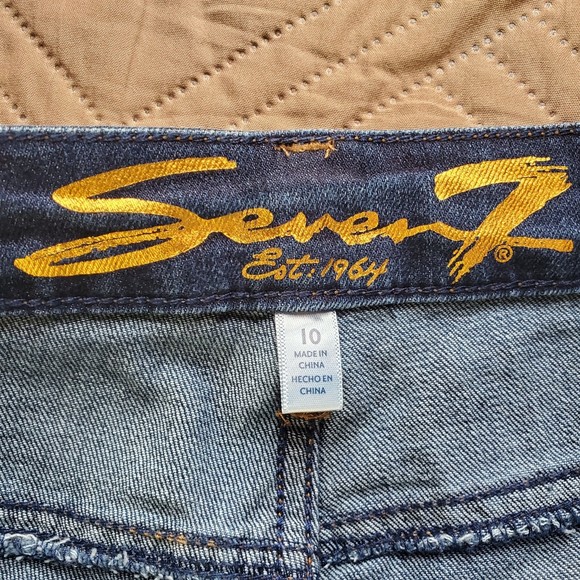 Seven7®
Est. 1964
10
MADE IN
CHINA
HECHO EN
CHINA